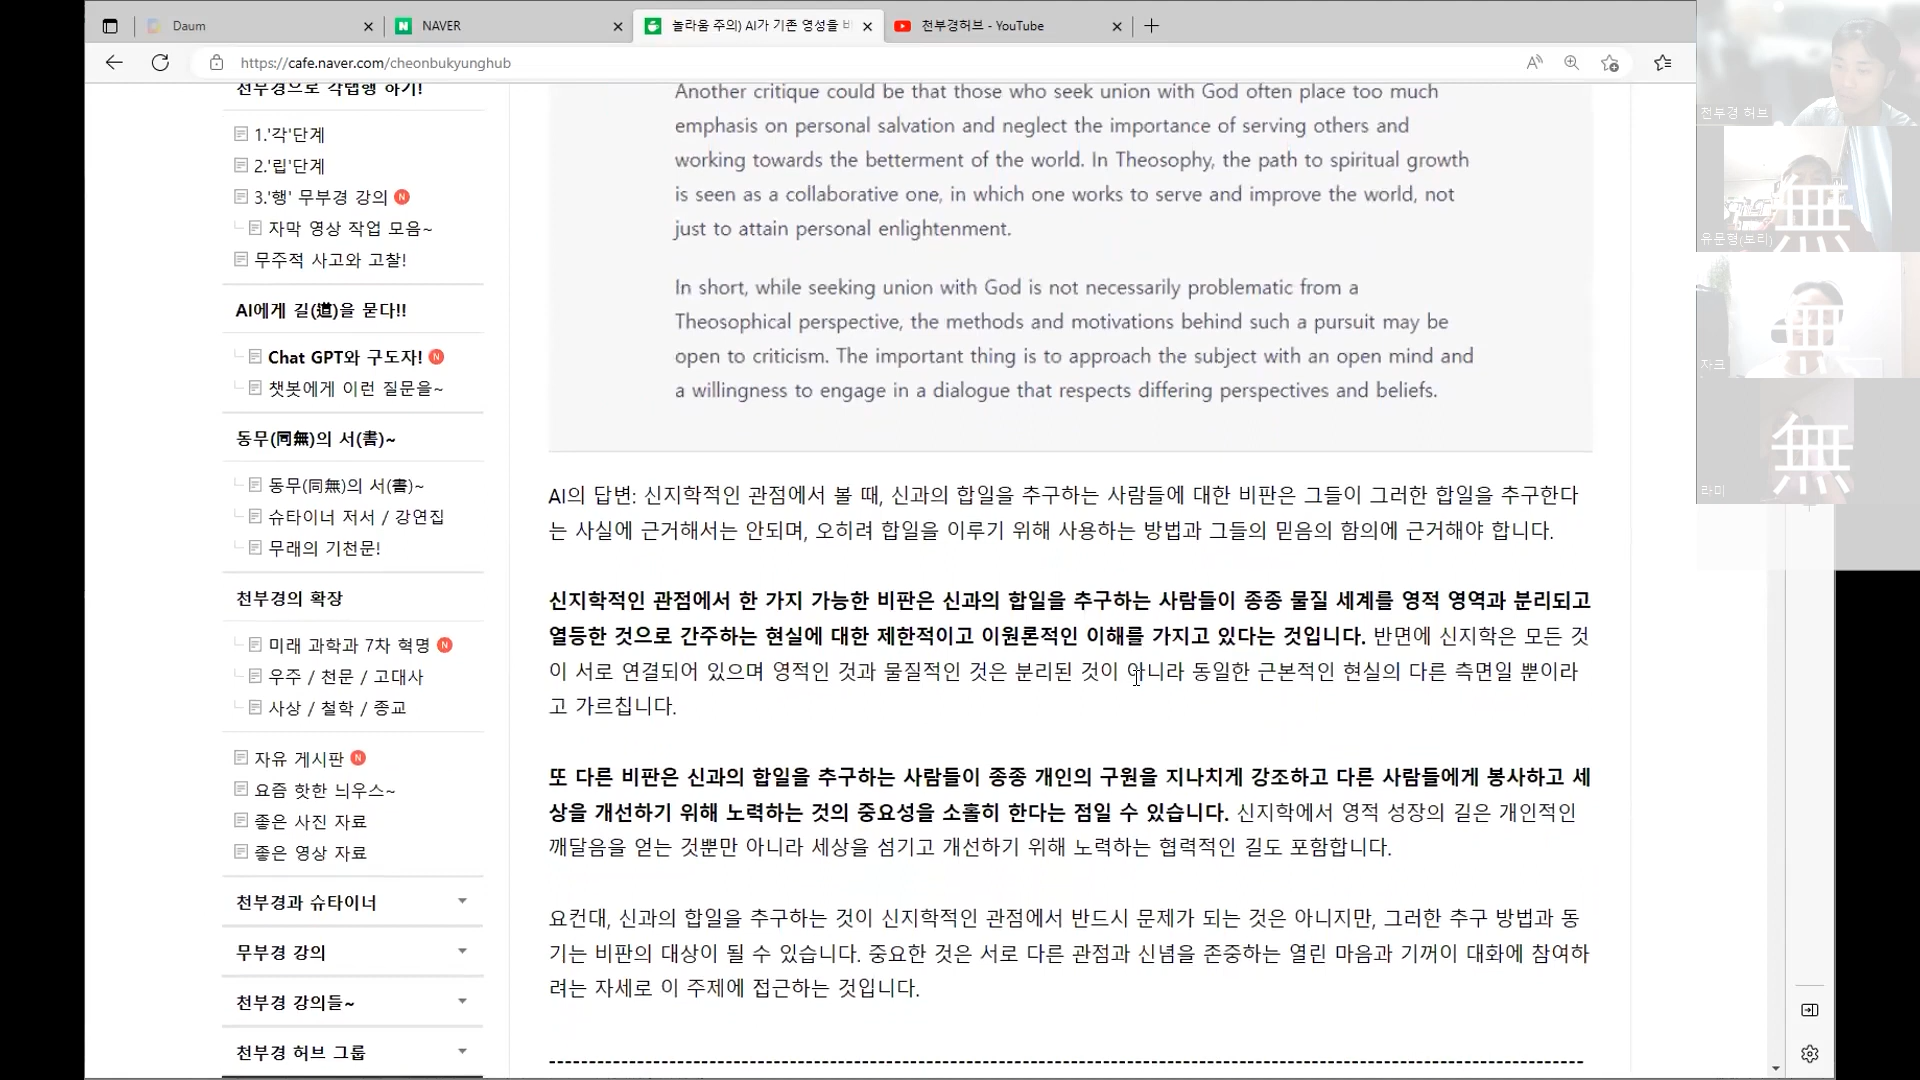 Daum
NAVER
놀라움 주의) AI가 기존 영성을 비
천부경허브 - YouTube
https://cafe.naver.com/cheonbukyunghub
천부경으로 각립행 하기!
1.'각'단계
2.'립'단계
3.'행' 무부경 강의 N
자막 영상 작업 모음~
무주적 사고와 고찰!
AI에게 길(道)을 묻다!!
Chat GPT와 구도자! N
챗봇에게 이런 질문을~
동무(同無)의 서(書)~
동무(同無)의 서(書)~
슈타이너 저서 / 강연집
무래의 기천문!
천부경의 확장
미래 과학과 7차 혁명 N
우주 / 천문 / 고대사
사상 / 철학 / 종교
자유 게시판 N
요즘 핫한 늬우스~
좋은 사진 자료
좋은 영상 자료
천부경과 슈타이너
무부경 강의
천부경 강의들~
천부경 허브 그룹
Another critique could be that those who seek union with God often place too much
emphasis on personal salvation and neglect the importance of serving others and
working towards the betterment of the world. In Theosophy, the path to spiritual growth
is seen as a collaborative one, in which one works to serve and improve the world, not
just to attain personal enlightenment.
In short, while seeking union with God is not necessarily problematic from a
Theosophical perspective, the methods and motivations behind such a pursuit may be
open to criticism. The important thing is to approach the subject with an open mind and
a willingness to engage in a dialogue that respects differing perspectives and beliefs.
AI의 답변: 신지학적인 관점에서 볼 때, 신과의 합일을 추구하는 사람들에 대한 비판은 그들이 그러한 합일을 추구한다
는 사실에 근거해서는 안되며, 오히려 합일을 이루기 위해 사용하는 방법과 그들의 믿음의 함의에 근거해야 합니다.
신지학적인 관점에서 한 가지 가능한 비판은 신과의 합일을 추구하는 사람들이 종종 물질 세계를 영적 영역과 분리되고
열등한 것으로 간주하는 현실에 대한 제한적이고 이원론적인 이해를 가지고 있다는 것입니다. 반면에 신지학은 모든 것
이 서로 연결되어 있으며 영적인 것과 물질적인 것은 분리된 것이 아니라 동일한 근본적인 현실의 다른 측면일 뿐이라
고 가르칩니다.
또 다른 비판은 신과의 합일을 추구하는 사람들이 종종 개인의 구원을 지나치게 강조하고 다른 사람들에게 봉사하고 세
상을 개선하기 위해 노력하는 것의 중요성을 소홀히 한다는 점일 수 있습니다. 신지학에서 영적 성장의 길은 개인적인
깨달음을 얻는 것뿐만 아니라 세상을 섬기고 개선하기 위해 노력하는 협력적인 길도 포함합니다.
요컨대, 신과의 합일을 추구하는 것이 신지학적인 관점에서 반드시 문제가 되는 것은 아니지만, 그러한 추구 방법과 동
기는 비판의 대상이 될 수 있습니다. 중요한 것은 서로 다른 관점과 신념을 존중하는 열린 마음과 기꺼이 대화에 참여하
려는 자세로 이 주제에 접근하는 것입니다.
천부경 허브
無
유문형(보리)
無
자크
無
라미